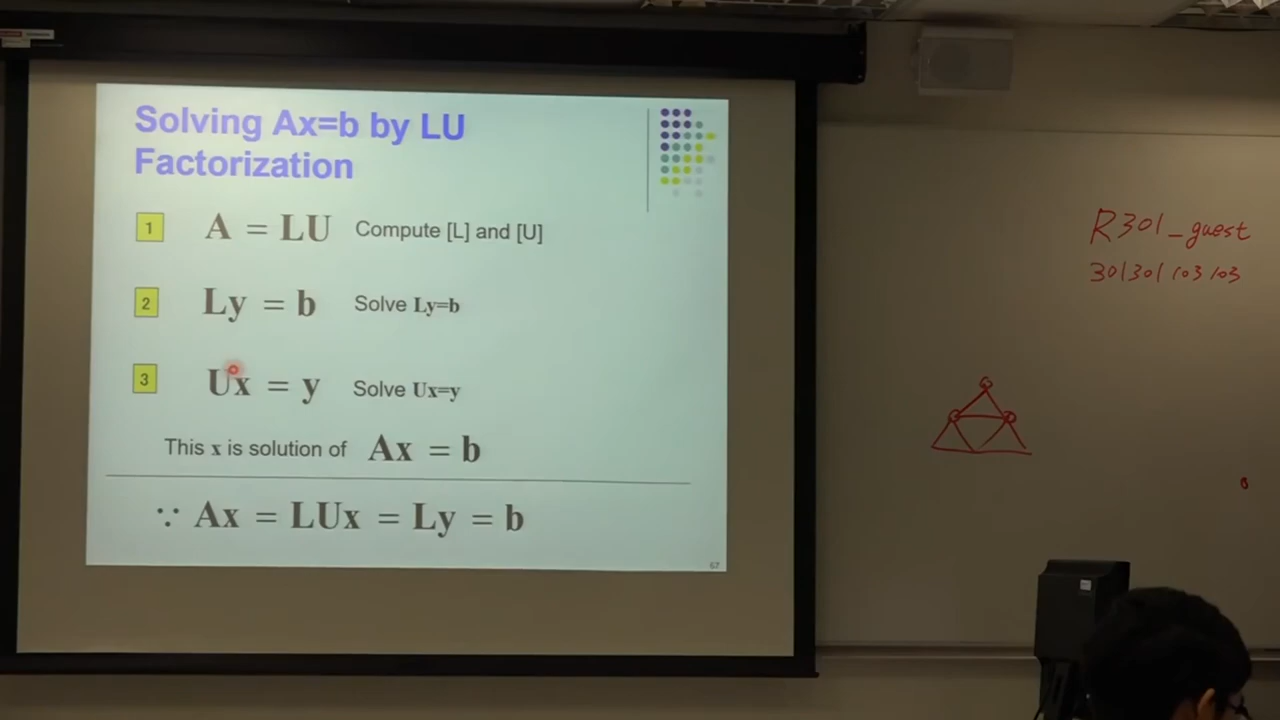 Solving Ax=b by LU
Factorization
1 A = LU Compute [L] and [U]
2 Ly = b Solve Ly=b
3 Ux = y Solve Ux=y
This x is solution of Ax = b
∵ Ax = LUx = Ly = b
67
R301_guest
301301103103